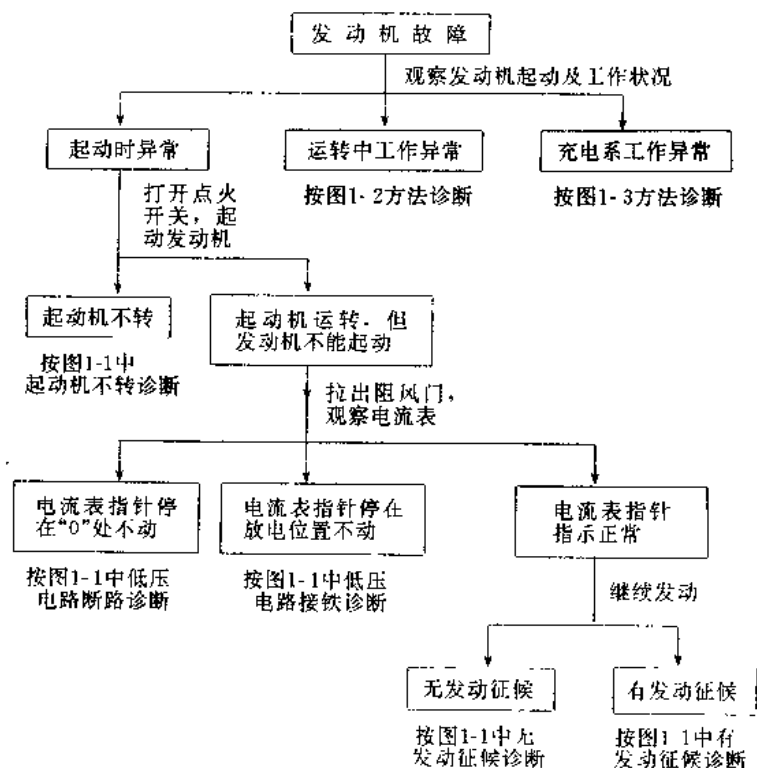 发动机故障
观察发动机起动及工作状况
起动时异常
运转中工作异常
充电系工作异常
按图1-2方法诊断
按图1-3方法诊断
打开点火
开关，起
动发动机
起动机不转
按图1-1中
起动机不转诊断
起动机运转．但
发动机不能起动
拉出阻风门，
观察电流表
电流表指针停
在“0”处不动
电流表指针停在
放电位置不动
电流表指针
指示正常
按图1-1中低压
电路断路诊断
按图1-1中低压
电路接铁诊断
继续发动
无发动征候
有发动征候
按图1-1中无
发动征候诊断
按图1-1中有
发动征候诊断